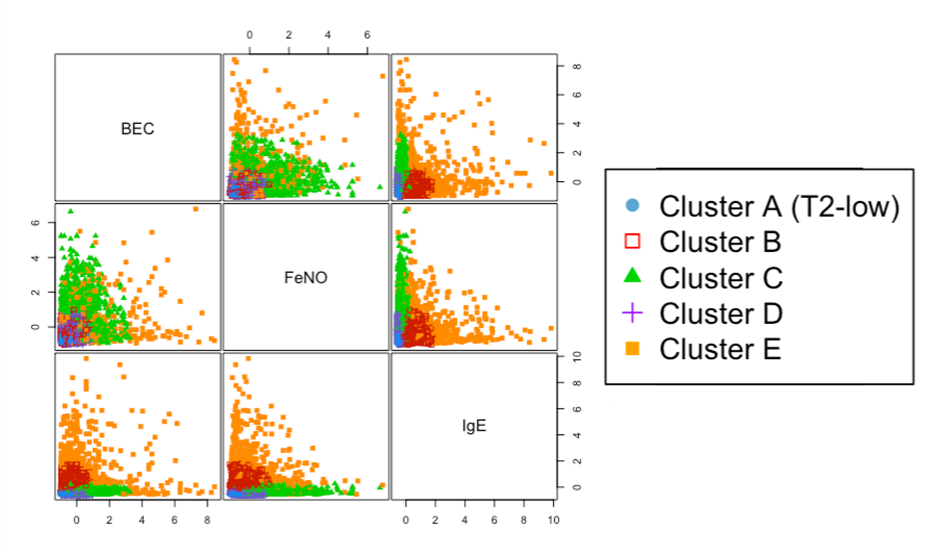 0 2 4 6
BEC
8
6
4
2
0
6
4
2
0
FeNO
IgE
10
8
6
4
2
0
0 2 4 6 8
0 2 4 6 8 10
Cluster A (T2-low)
Cluster B
Cluster C
Cluster D
Cluster E